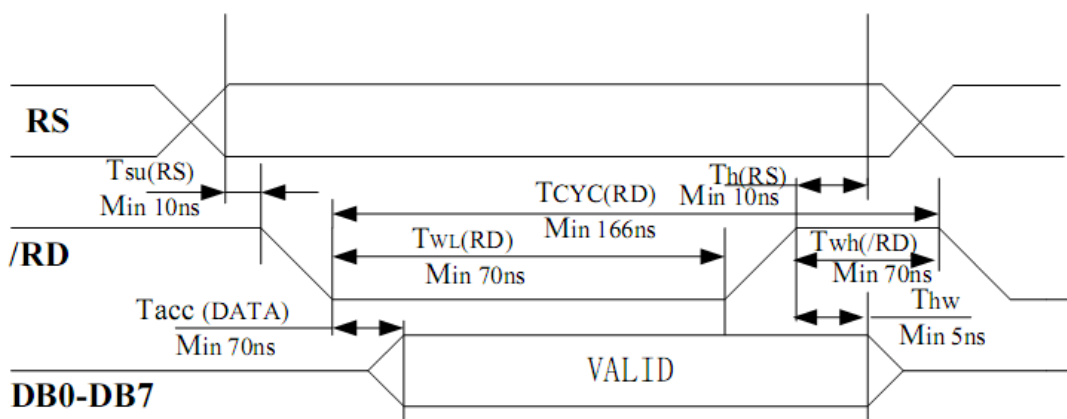 RS
Tsu(RS)
Min 10ns
Th(RS)
Min 10ns
TCYC(RD)
Min 166ns
/RD
TWL(RD)
Min 70ns
Twh(/RD)
Min 70ns
Tacc (DATA)
Min 70ns
Thw
Min 5ns
VALID
DB0-DB7